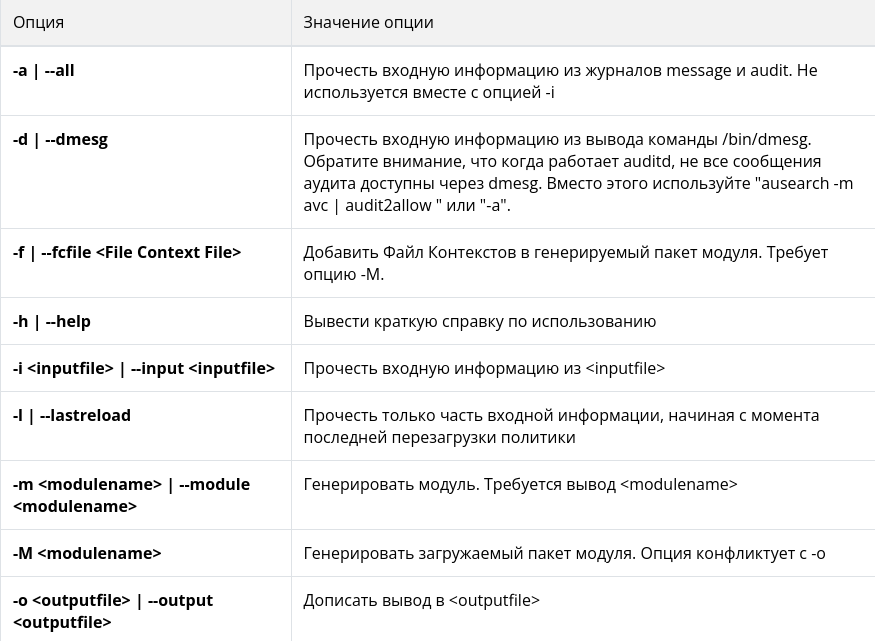 Опция
Значение опции
-a | --all
Прочесть входную информацию из журналов message и audit. Не
используется вместе с опцией -i
-d | --dmesg
Прочесть входную информацию из вывода команды /bin/dmesg.
Обратите внимание, что когда работает auditd, не все сообщения
аудита доступны через dmesg. Вместо этого используйте "ausearch -m
avc | audit2allow " или "-a".
-f | --fcfile <File Context File>
Добавить Файл Контекстов в генерируемый пакет модуля. Требует
опцию -M.
-h | --help
Вывести краткую справку по использованию
-i <inputfile> | --input <inputfile>
Прочесть входную информацию из <inputfile>
-l | --lastreload
Прочесть только часть входной информации, начиная с момента
последней перезагрузки политики
-m <modulename> | --module
<modulename>
Генерировать модуль. Требуется вывод <modulename>
-M <modulename>
Генерировать загружаемый пакет модуля. Опция конфликтует с -o
-o <outputfile> | --output
<outputfile>
Дописать вывод в <outputfile>